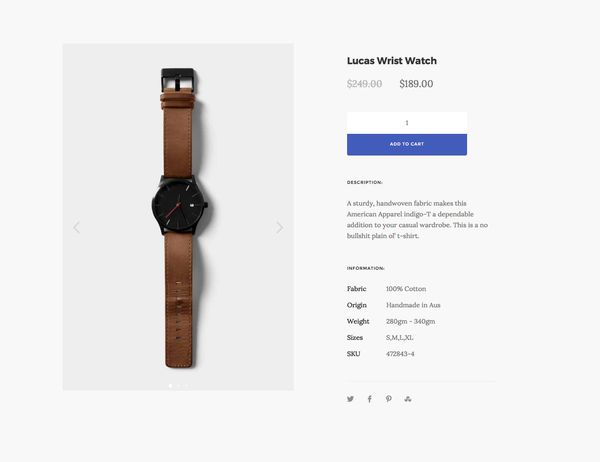 Lucas Wrist Watch
$249.00 $189.00
1
ADD TO CART
DESCRIPTION:
A sturdy, handwoven fabric makes this
American Apparel indigo-T a dependable
addition to your casual wardrobe. This is a no
bullshit plain ol' t-shirt.
INFORMATION:
Fabric 100% Cotton
Origin Handmade in Aus
Weight 280gm - 340gm
Sizes S,M,L,XL
SKU 472843-4